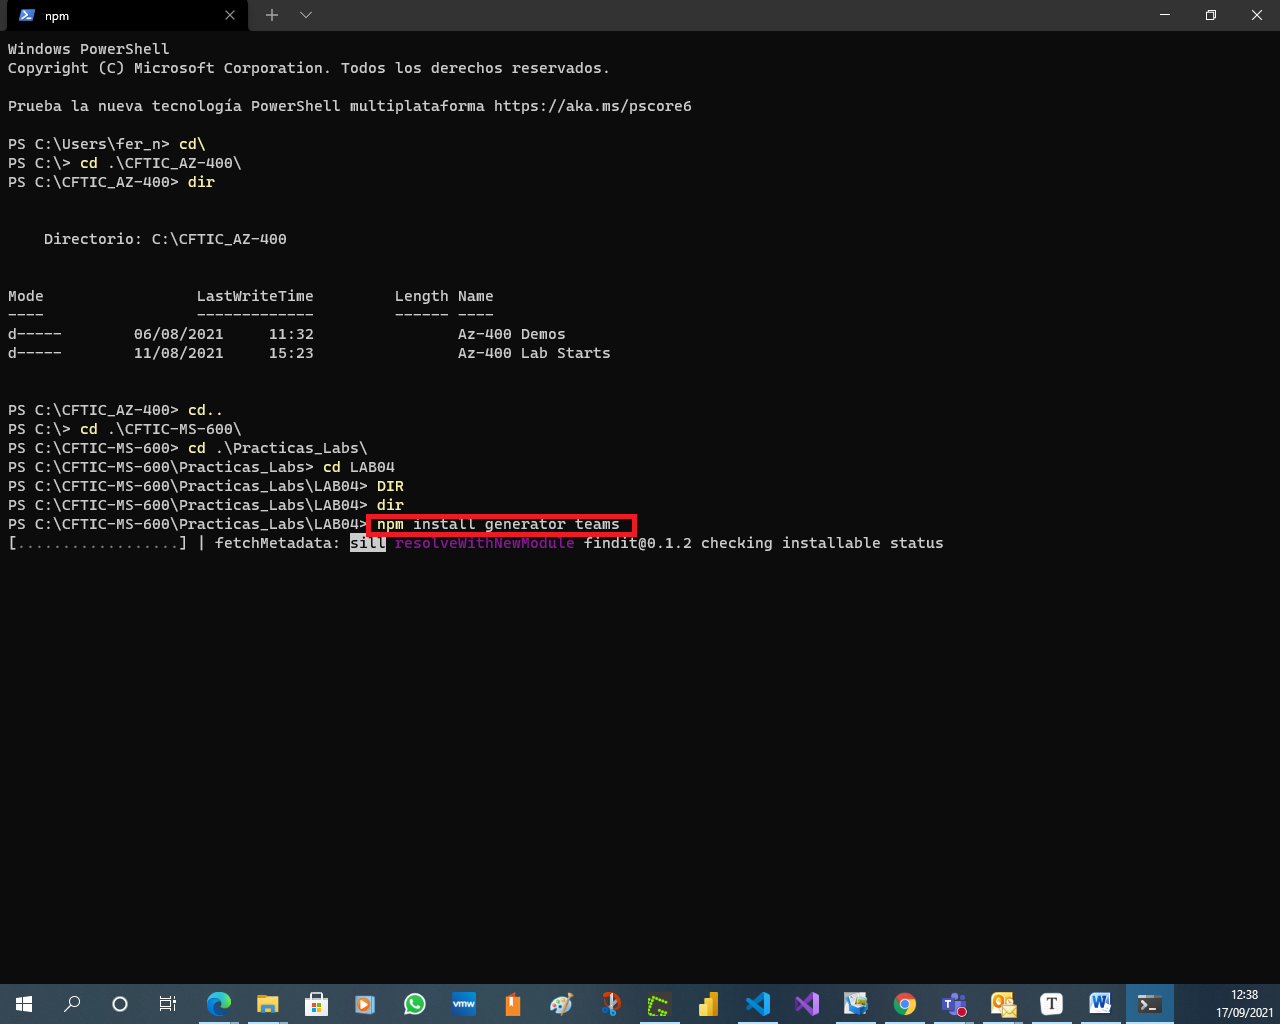 npm
Windows PowerShell
Copyright (C) Microsoft Corporation. Todos los derechos reservados.
Prueba la nueva tecnología PowerShell multiplataforma https://aka.ms/pscore6
PS C:\Users\fer_n> cd\
PS C:\> cd .\CFTIC_AZ-400\
PS C:\CFTIC_AZ-400> dir
Directorio: C:\CFTIC_AZ-400
Mode LastWriteTime Length Name
---- ------------- ------ ----
d----- 06/08/2021 11:32 Az-400 Demos
d----- 11/08/2021 15:23 Az-400 Lab Starts
PS C:\CFTIC_AZ-400> cd..
PS C:\> cd .\CFTIC-MS-600\
PS C:\CFTIC-MS-600> cd .\Practicas_Labs\
PS C:\CFTIC-MS-600\Practicas_Labs> cd LAB04
PS C:\CFTIC-MS-600\Practicas_Labs\LAB04> DIR
PS C:\CFTIC-MS-600\Practicas_Labs\LAB04> dir
PS C:\CFTIC-MS-600\Practicas_Labs\LAB04> npm install generator teams
[..................] | fetchMetadata: sill resolveWithNewModule findit@0.1.2 checking installable status
vmw
12:38
17/09/2021